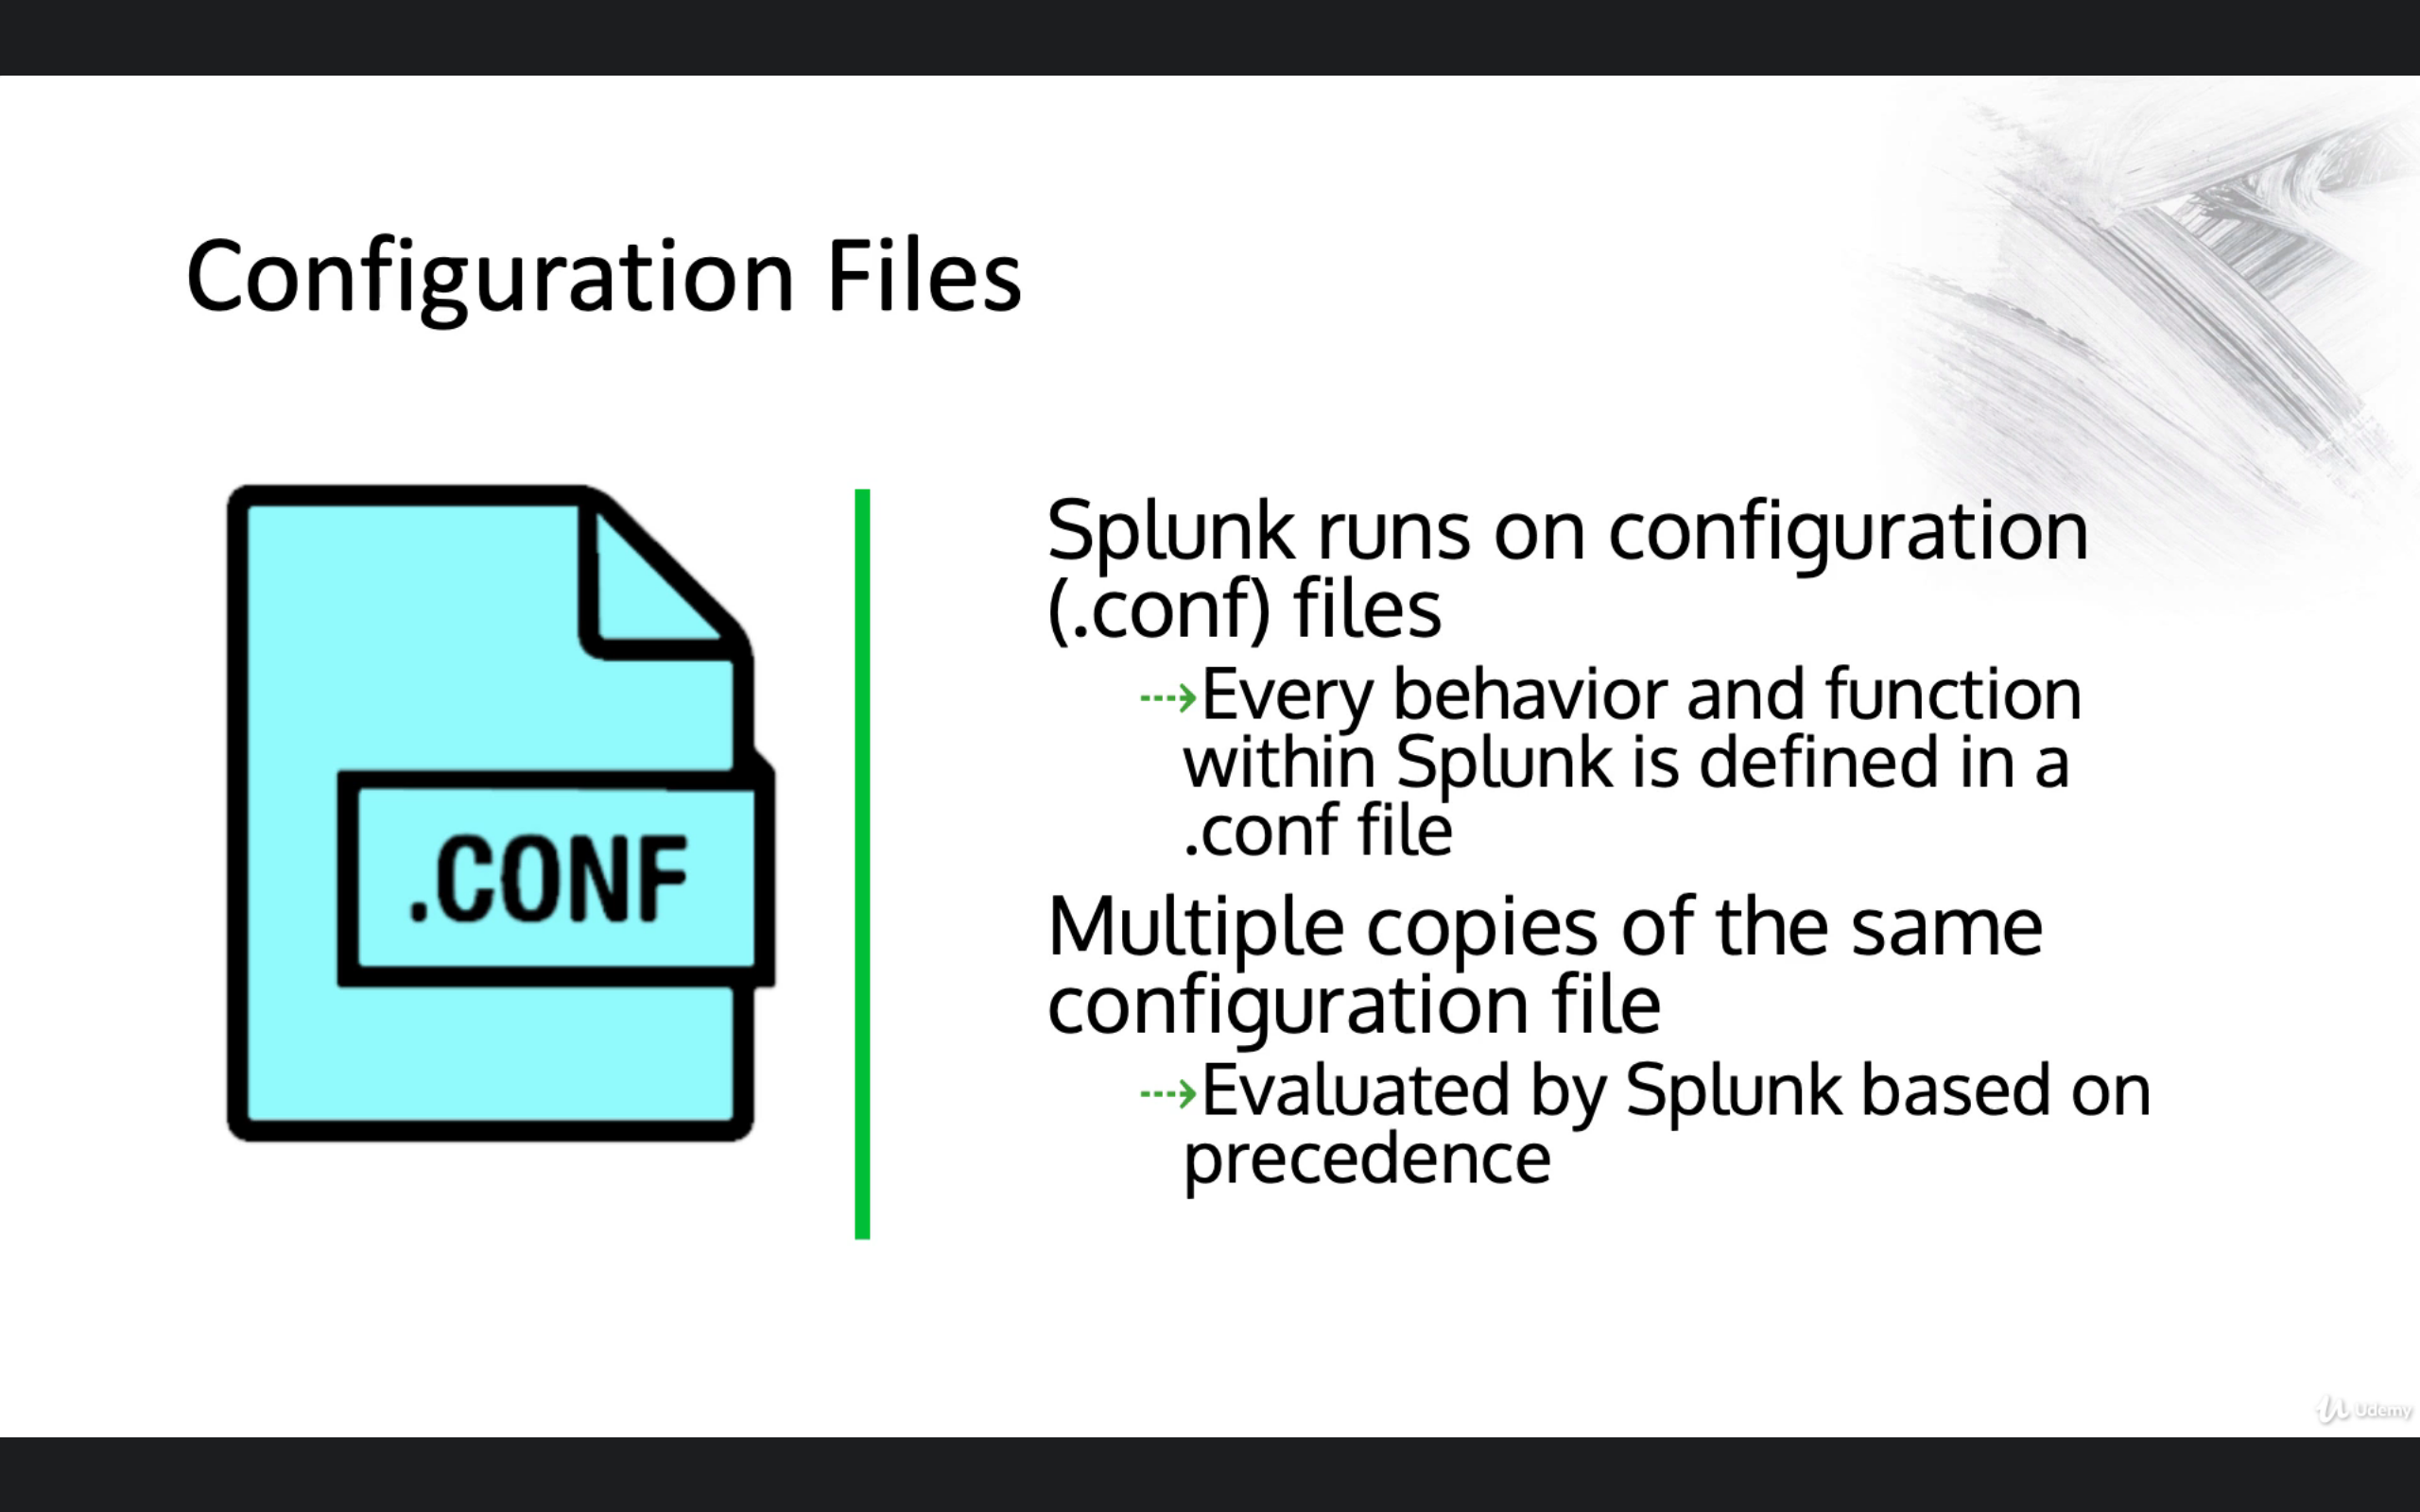 Configuration Files
.CONF
Splunk runs on configuration
(.conf) files
⤑Every behavior and function
within Splunk is defined in a
.conf file
Multiple copies of the same
configuration file
⤑Evaluated by Splunk based on
precedence
Udemy